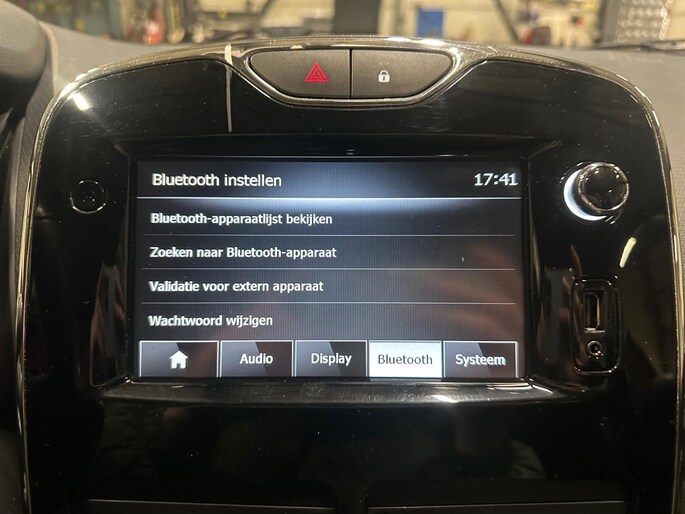 Bluetooth instellen 17:41
Bluetooth-apparaatlijst bekijken
Zoeken naar Bluetooth-apparaat
Validatie voor extern apparaat
Wachtwoord wijzigen
Audio Display Bluetooth Systeem